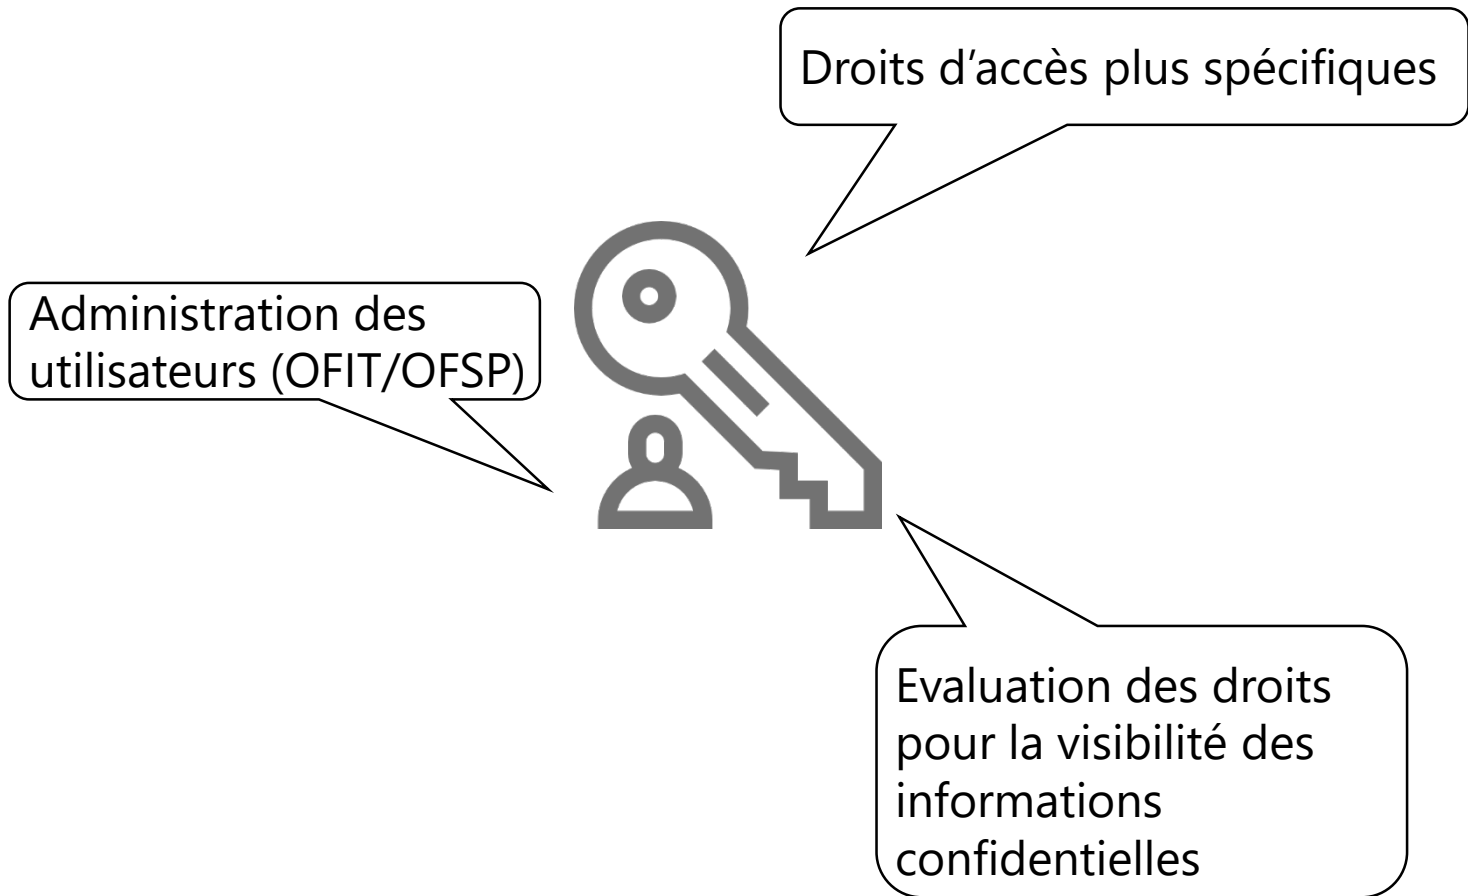 Droits d’accès plus spécifiques
Administration des
utilisateurs (OFIT/OFSP)
Evaluation des droits
pour la visibilité des
informations
confidentielles